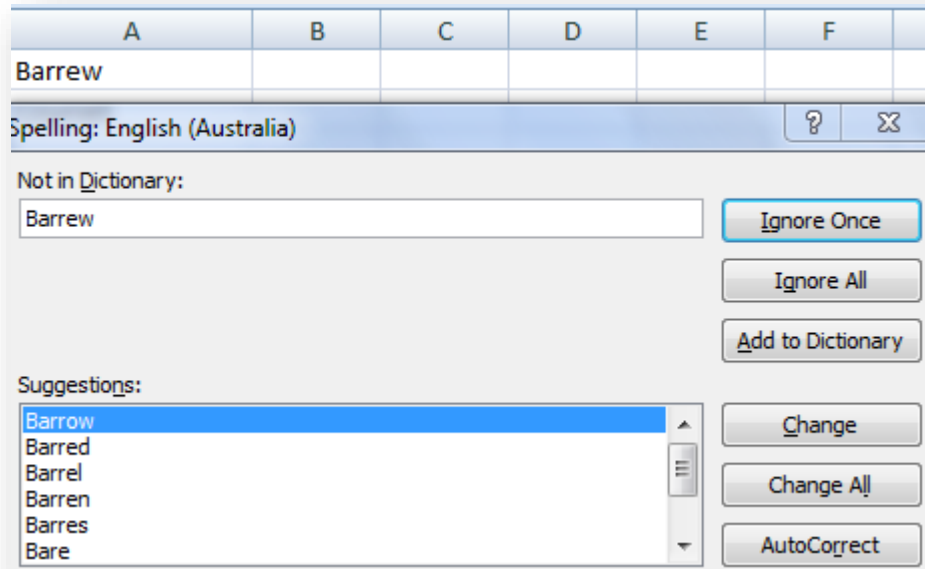 A B C D E F
Barrew
Spelling: English (Australia)
Not in Dictionary:
Barrew
Ignore Once
Ignore All
Add to Dictionary
Suggestions:
Barrow
Barred
Barrel
Barren
Barres
Bare
Change
Change All
AutoCorrect